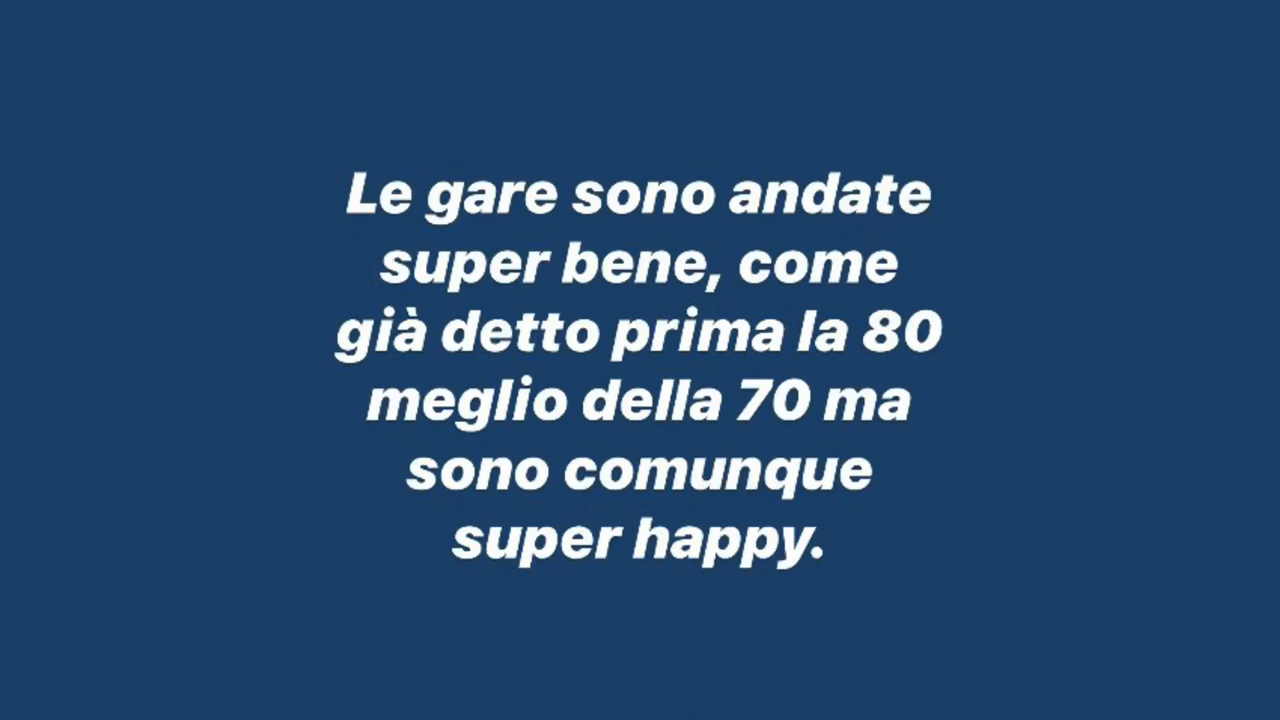 Le gare sono andate
super bene, come
già detto prima la 80
meglio della 70 ma
sono comunque
super happy.